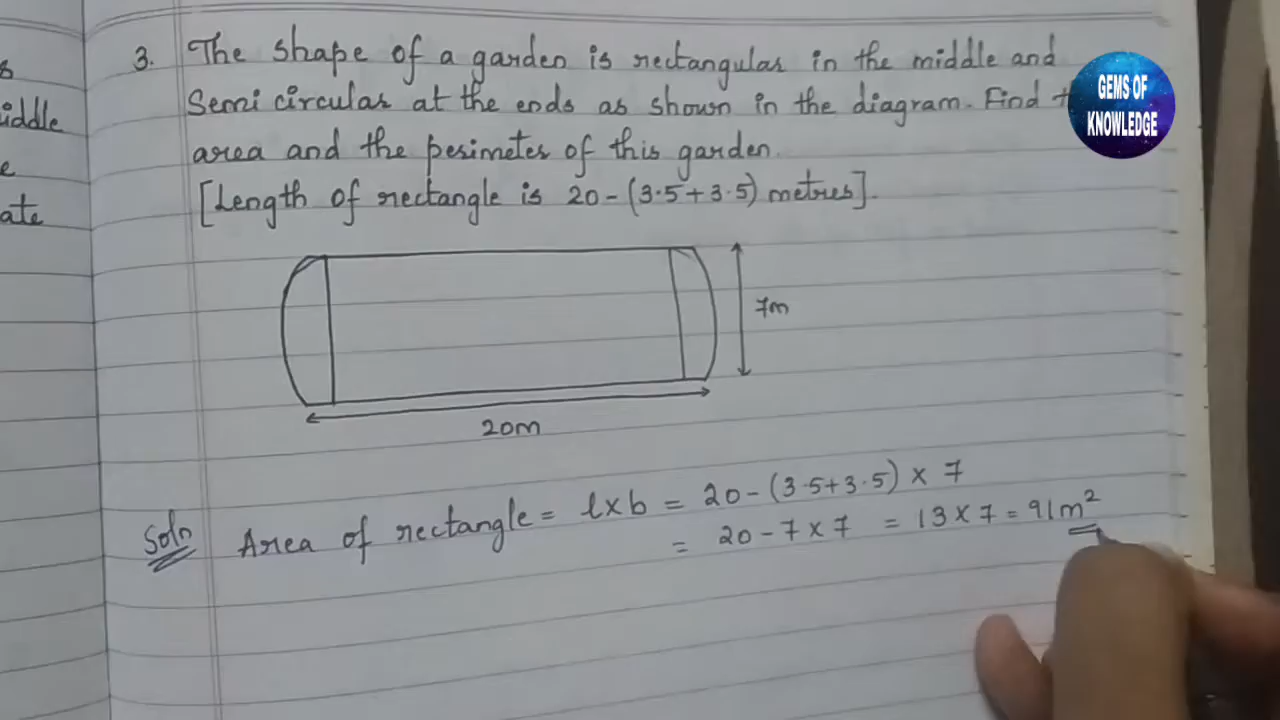 s
iddle
e
ate
3. The shape of a garden is rectangular in the middle and
Semi circular at the ends as shown in the diagram. Find
area and the perimeter of this garden.
[Length of rectangle is 20-(3.5+3.5) metres].
GEMS OF
KNOWLEDGE
7m
20m
Soln Area of rectangle = l×b = 20-(3.5+3.5) × 7
= 20-7×7 = 13×7 = 91m²